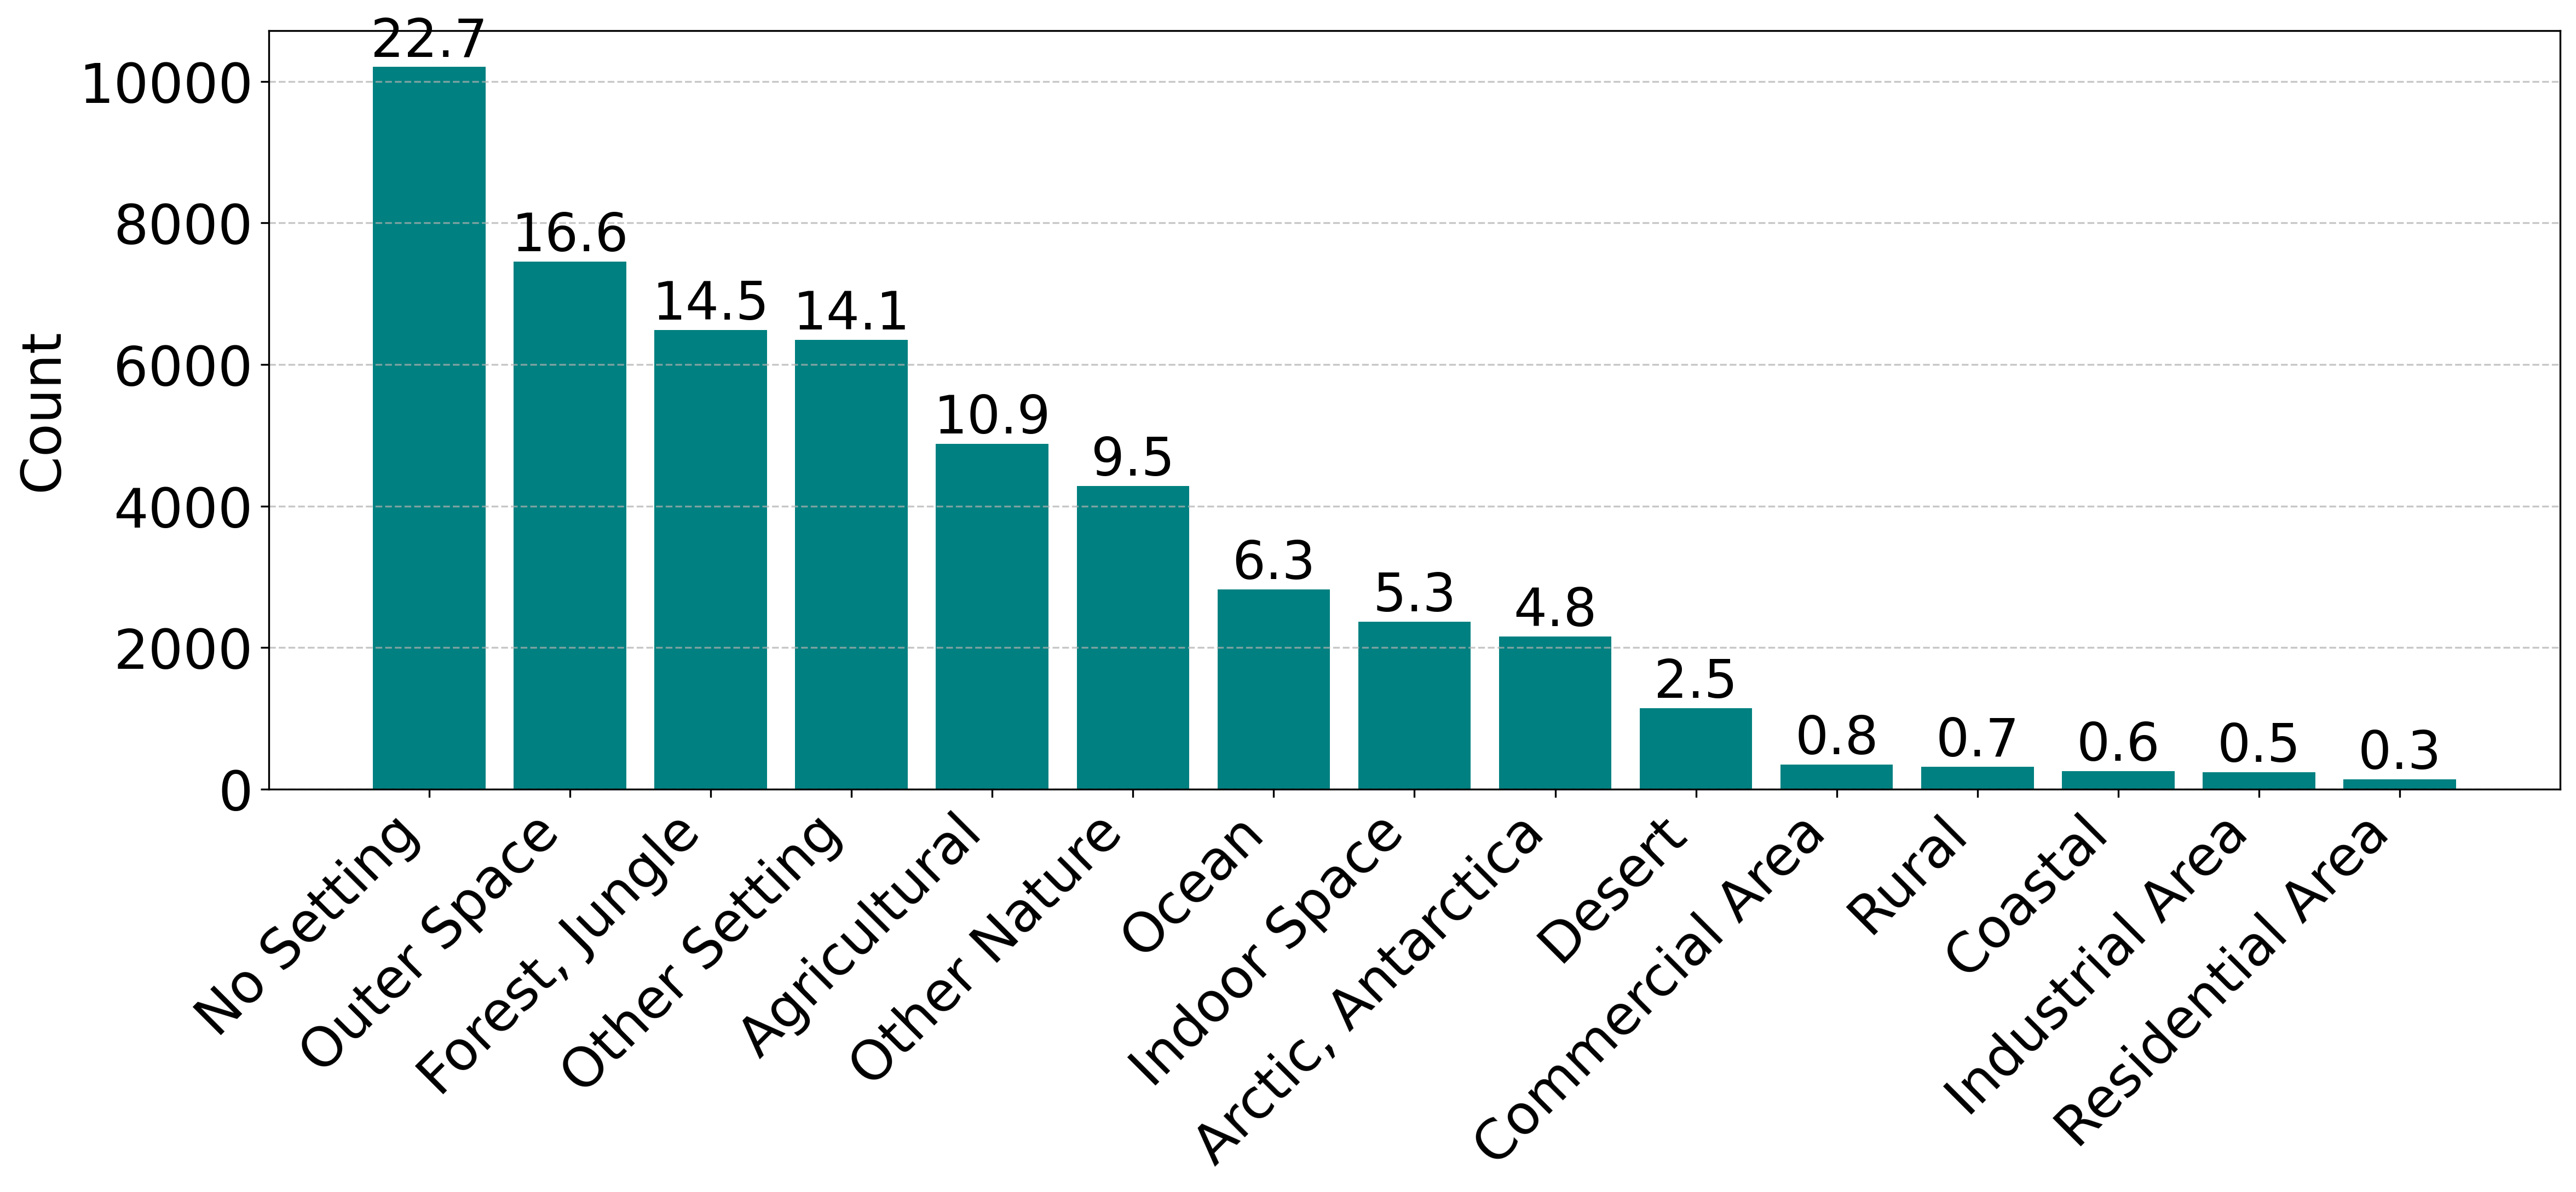 22.7
16.6
14.5
14.1
10.9
9.5
6.3
5.3
4.8
2.5
0.8
0.7
0.6
0.5
0.3
10000
8000
6000
4000
2000
0
Count
No Setting
Outer Space
Forest, Jungle
Other Setting
Agricultural
Other Nature
Ocean
Indoor Space
Arctic, Antarctica
Desert
Commercial Area
Rural
Coastal
Industrial Area
Residential Area